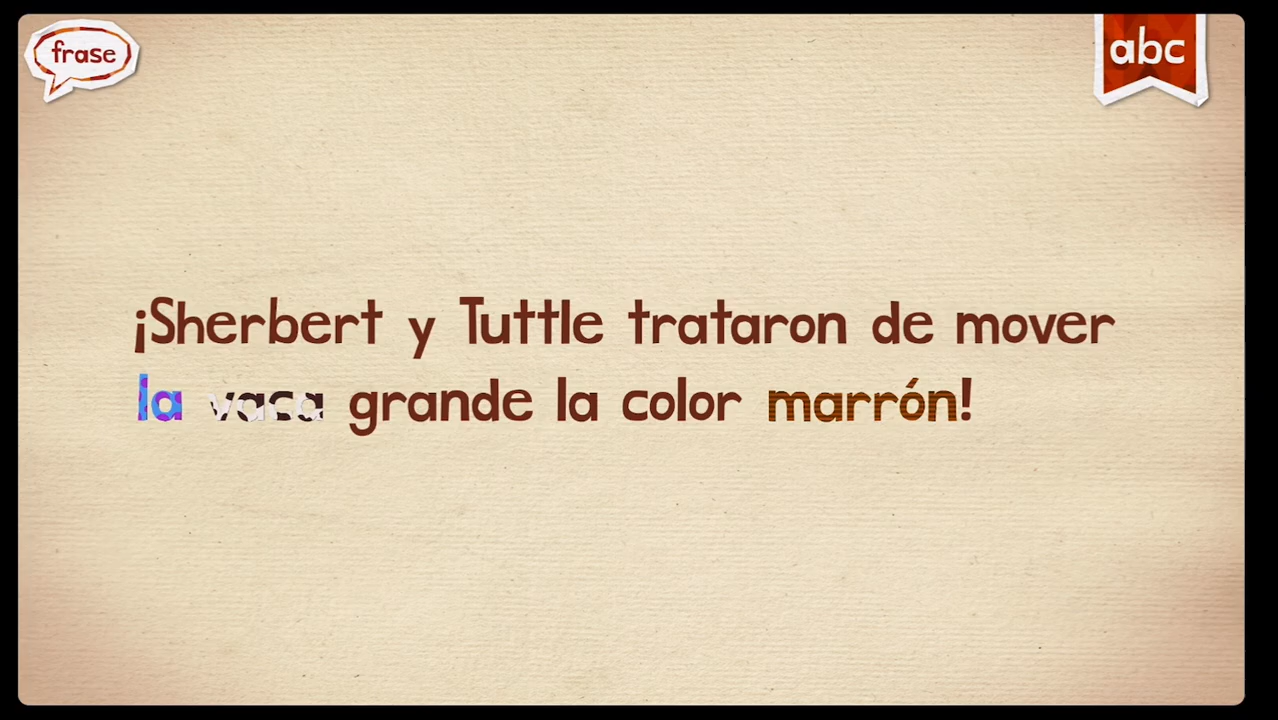 frase
abc
¡Sherbert y Tuttle trataron de mover
la vaca grande la color marrón!